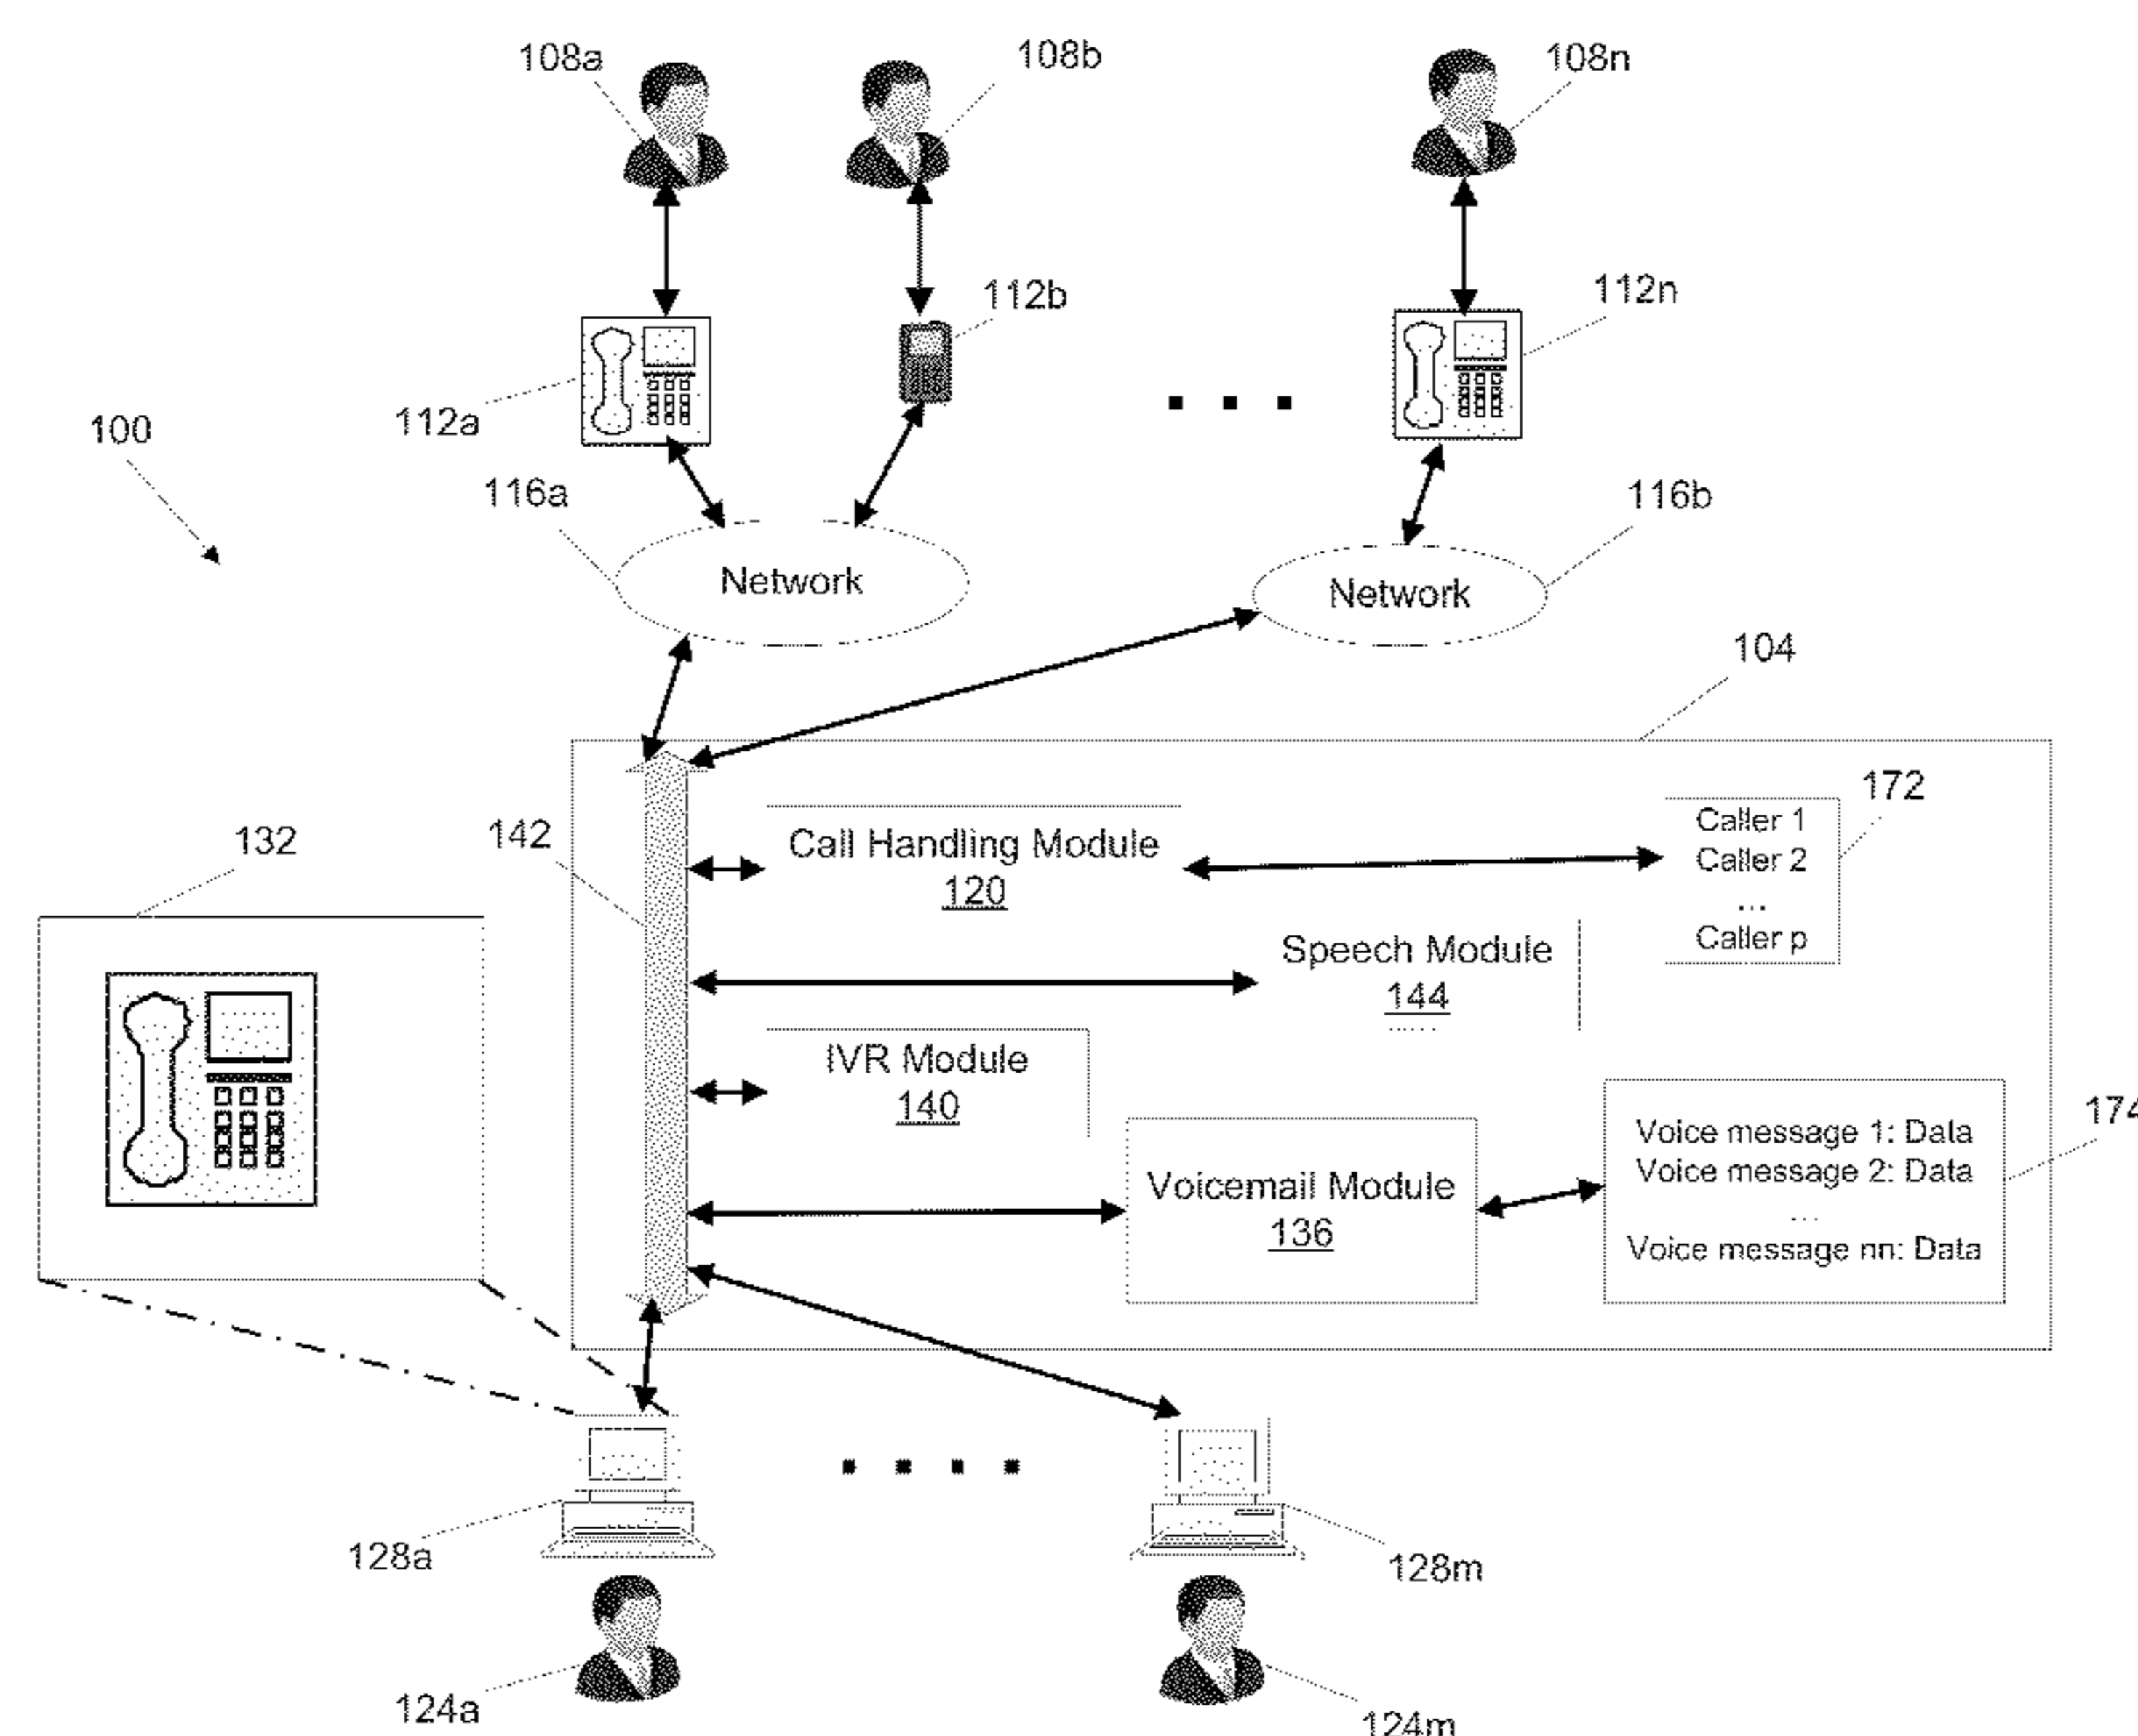 108a
108b
108n
112b
112n
112a
100
116a
116b
Network
Network
104
172
142
132
Call Handling Module
120
Caller 1
Caller 2
...
Caller p
Speech Module
144
IVR Module
140
174
Voicemail Module
136
Voice message 1: Data
Voice message 2: Data
...
Voice message nn: Data
128a
128m
124a
124m